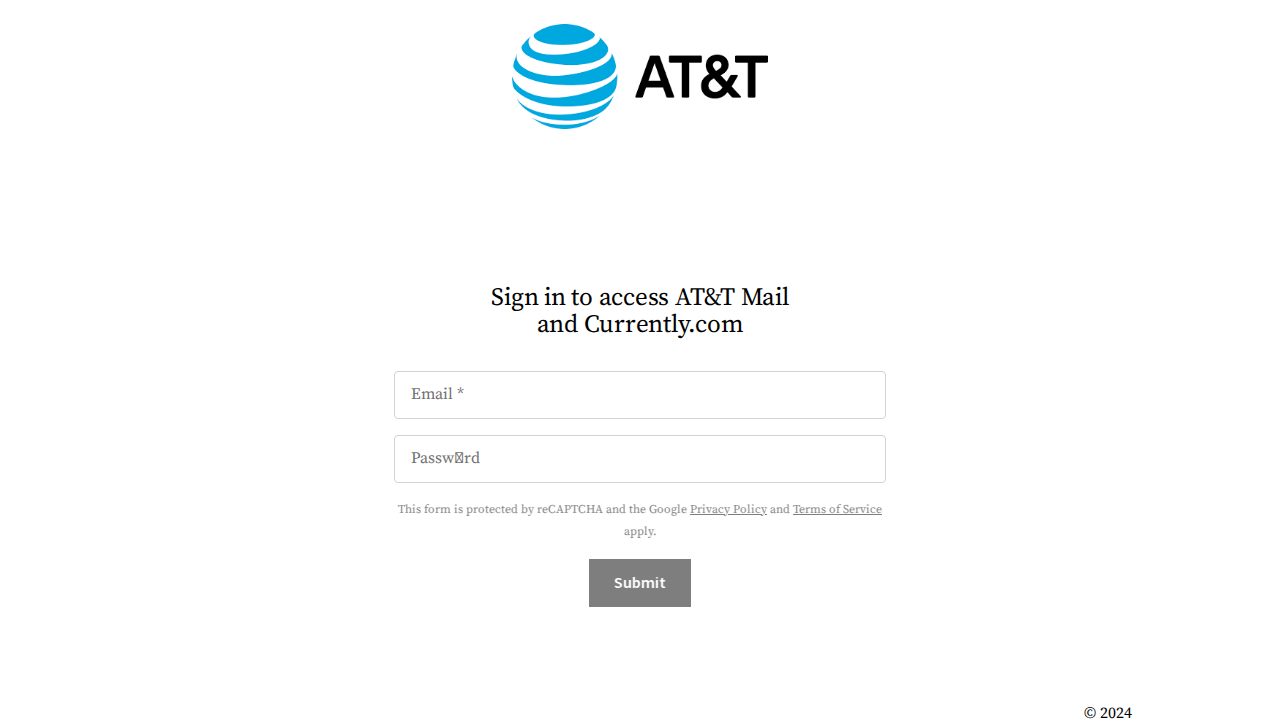 AT&T
Sign in to access AT&T Mail
and Currently.com
Email *
Passw▯rd
This form is protected by reCAPTCHA and the Google Privacy Policy and Terms of Service
apply.
Submit
© 2024